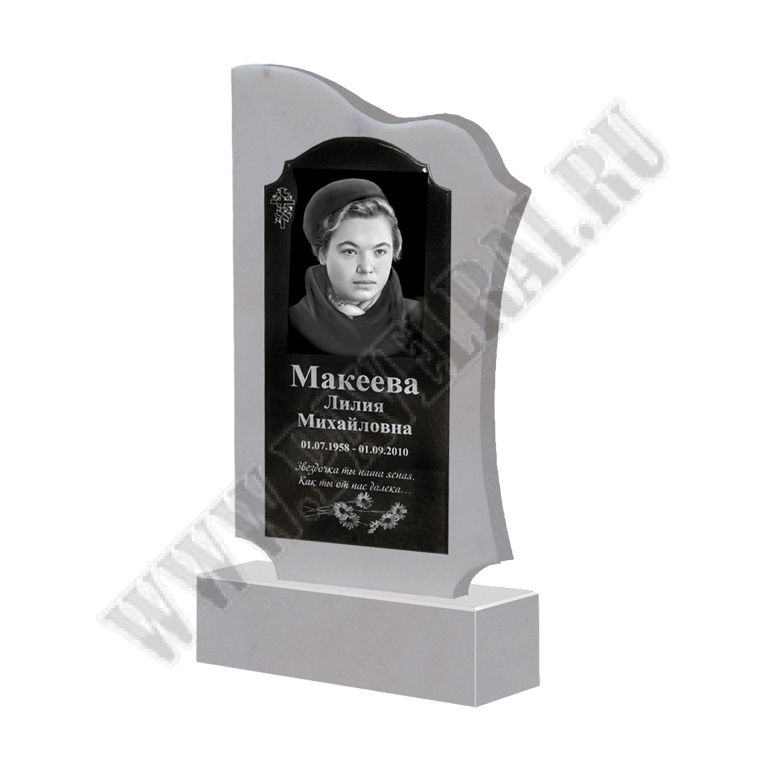 Макеева
Лилия
Михайловна
01.07.1958 - 01.09.2010
Звездочка ты наша ясная,
Как ты от нас далека...